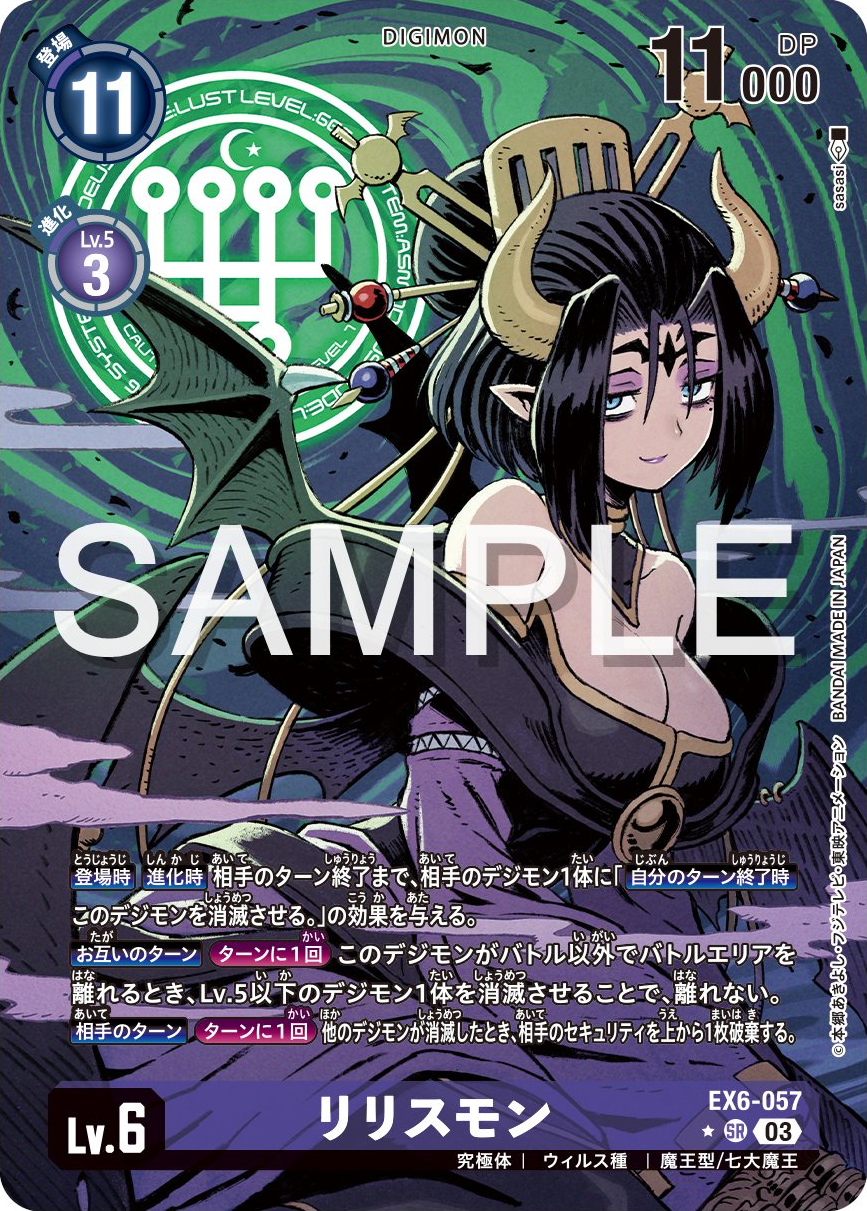 DIGIMON
登場
11
11000
DP
進化
Lv.5
3
LUST LEVEL:
sasasi
SAMPLE
BANDAI MADE IN JAPAN
©本郷あきよし・フジテレビ・東映アニメーション
登場時 進化時 相手のターン終了まで、相手のデジモン1体に「自分のターン終了時
このデジモンを消滅させる。」の効果を与える。
お互いのターン ターンに1回 このデジモンがバトル以外でバトルエリアを
離れるとき、Lv.5以下のデジモン1体を消滅させることで、離れない。
相手のターン ターンに1回 他のデジモンが消滅したとき、相手のセキュリティを上から1枚破棄する。
Lv.6
リリスモン
EX6-057
SR 03
究極体 | ウィルス種 | 魔王型/七大魔王